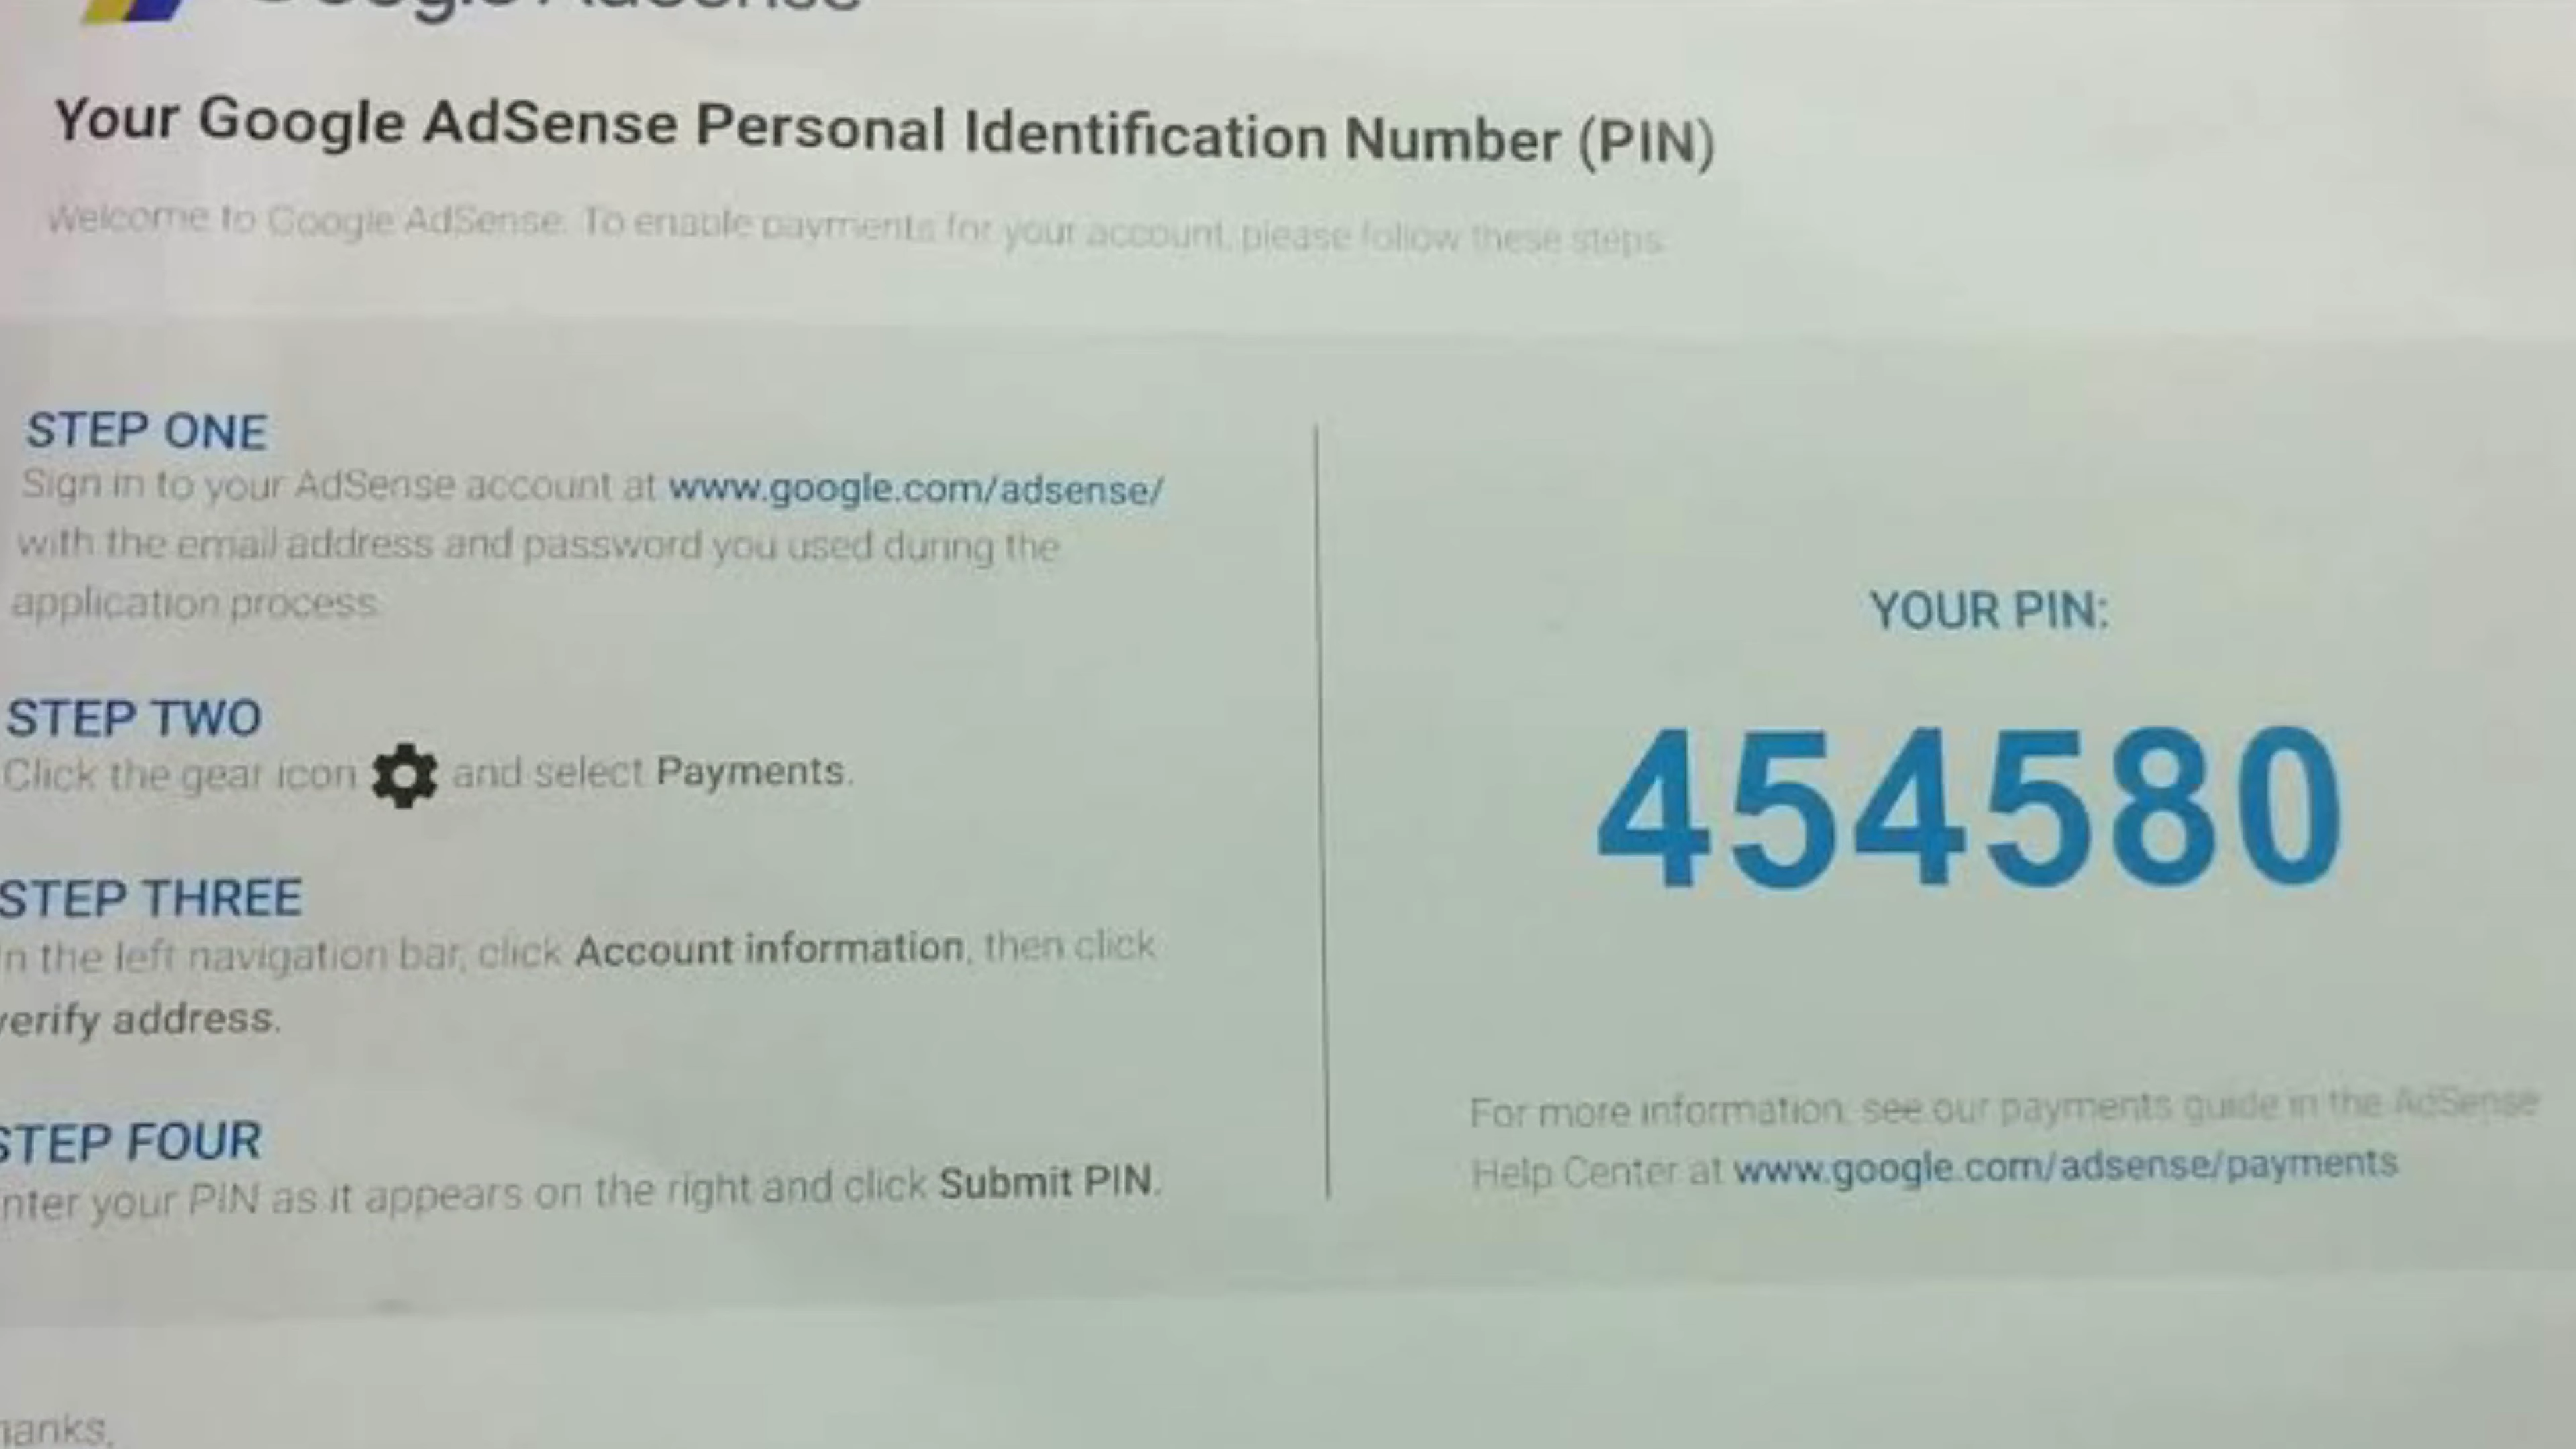 Google AdSense
Your Google AdSense Personal Identification Number (PIN)
Welcome to Google AdSense. To enable payments for your account, please follow these steps
STEP ONE
Sign in to your AdSense account at www.google.com/adsense/
with the email address and password you used during the
application process.
STEP TWO
Click the gear icon and select Payments.
STEP THREE
n the left navigation bar, click Account information, then click
verify address.
STEP FOUR
nter your PIN as it appears on the right and click Submit PIN.
YOUR PIN:
454580
For more information, see our payments guide in the AdSense
Help Center at www.google.com/adsense/payments
hanks,